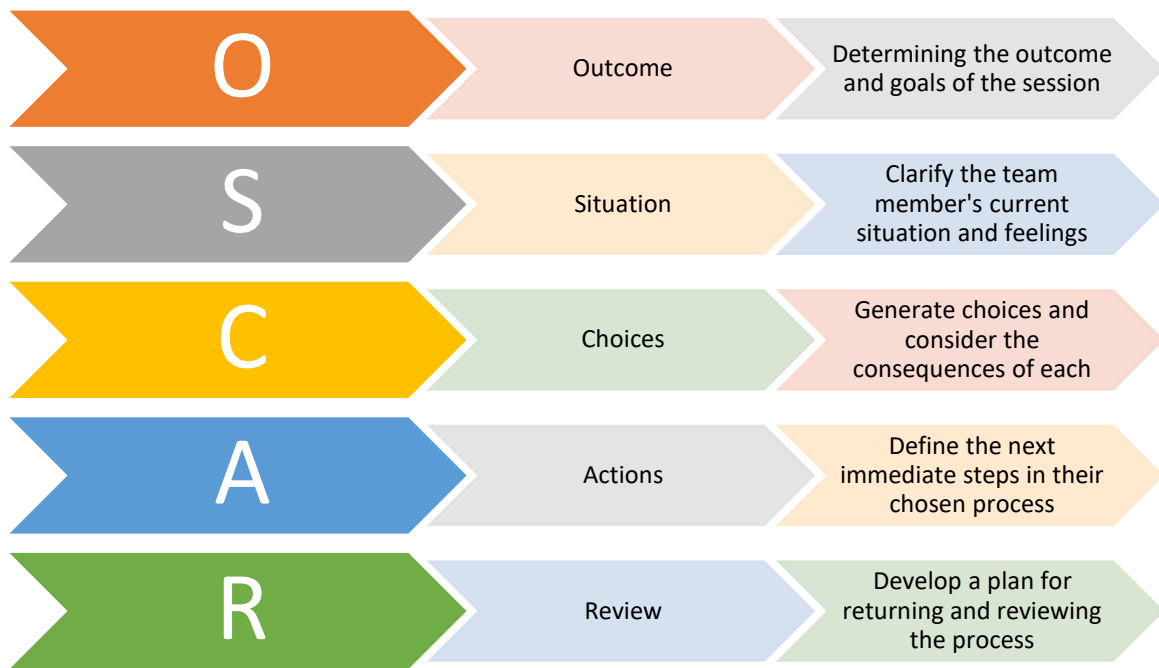 O
Outcome
Determining the outcome
and goals of the session
S
Situation
Clarify the team
member's current
situation and feelings
C
Choices
Generate choices and
consider the
consequences of each
A
Actions
Define the next
immediate steps in their
chosen process
R
Review
Develop a plan for
returning and reviewing
the process